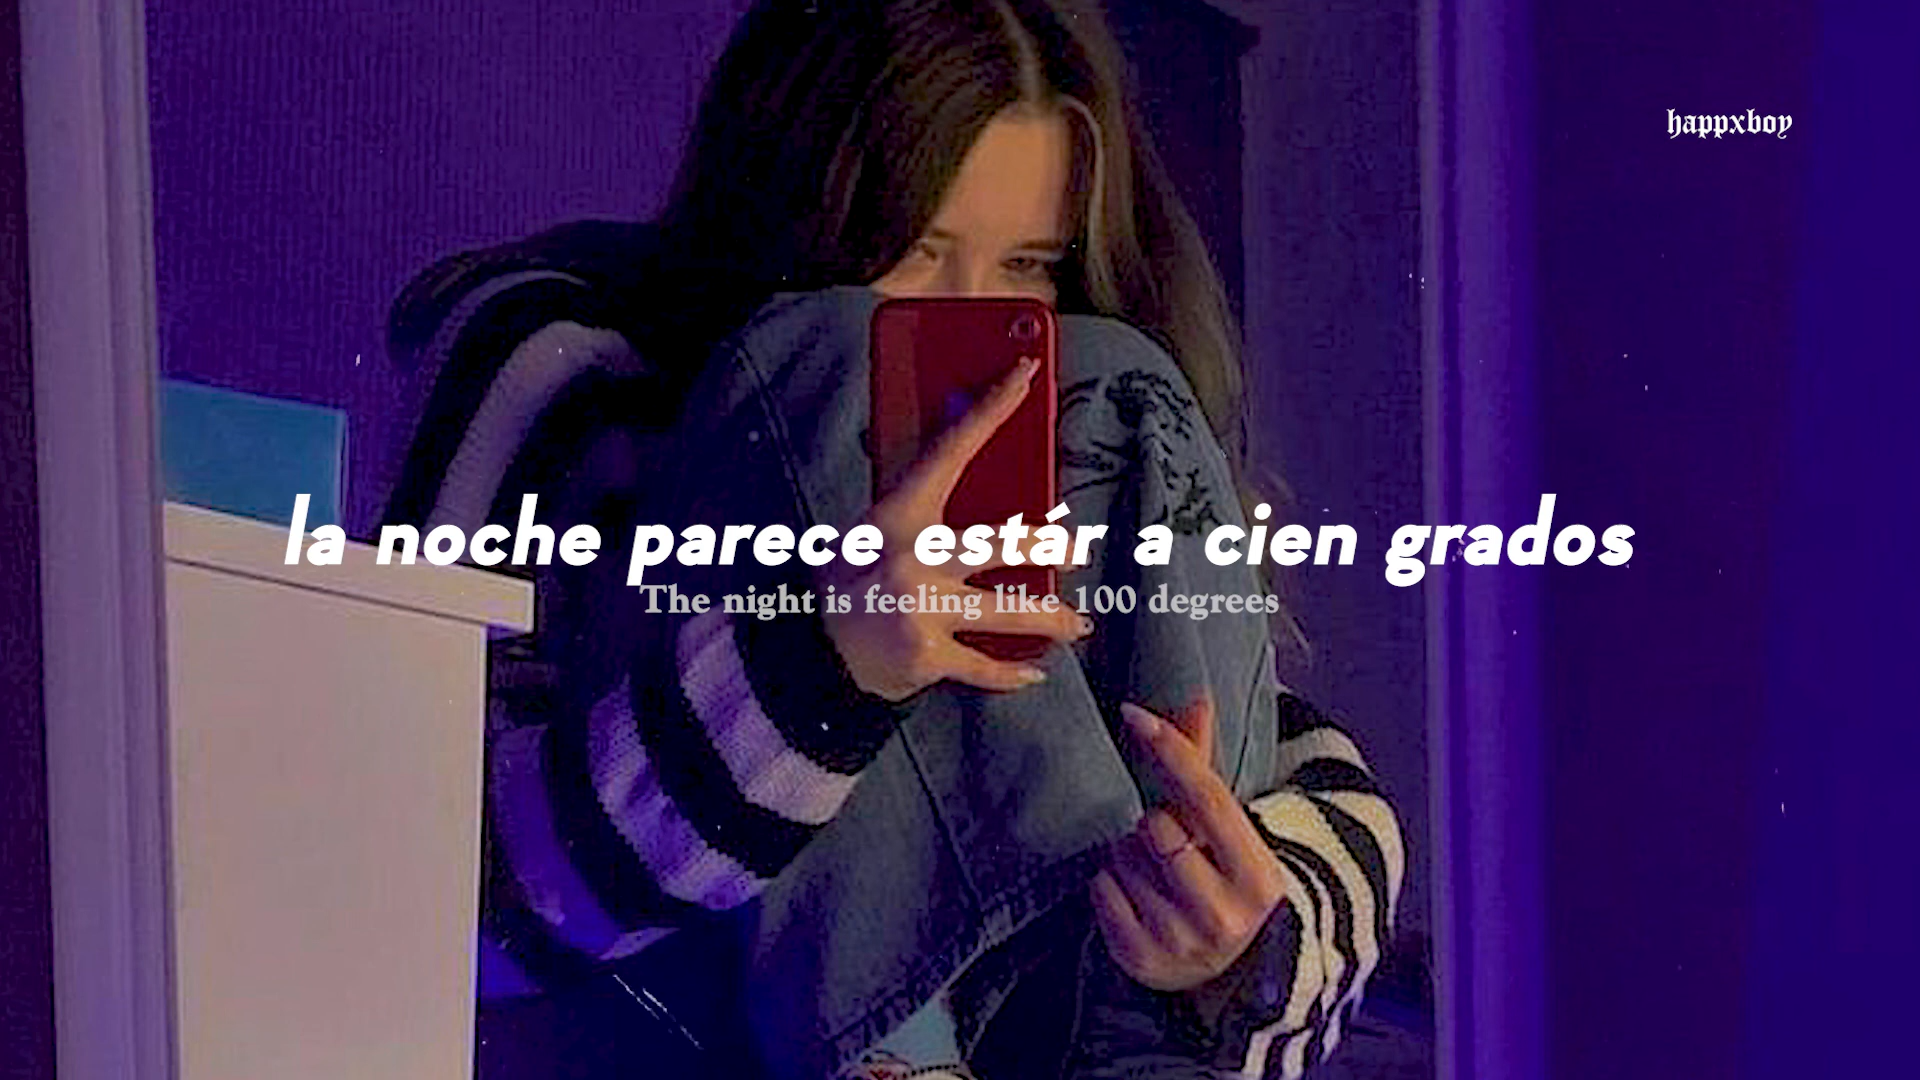 happxboy
la noche parece estár a cien grados
The night is feeling like 100 degrees